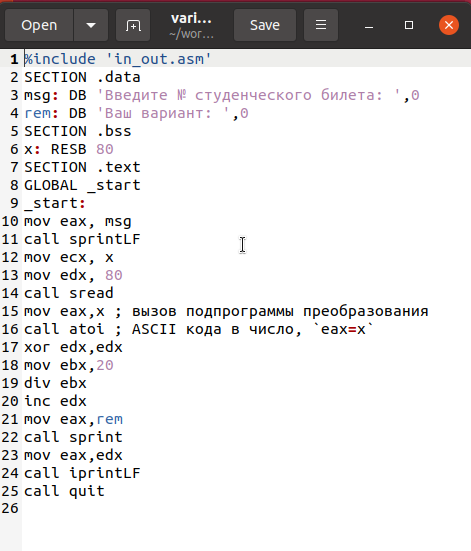 Open
vari...
~/wor...
Save
1 %include 'in_out.asm'
2 SECTION .data
3 msg: DB 'Введите № студенческого билета: ',0
4 rem: DB 'Ваш вариант: ',0
5 SECTION .bss
6 x: RESB 80
7 SECTION .text
8 GLOBAL _start
9 _start:
10 mov eax, msg
11 call sprintLF
12 mov ecx, x
13 mov edx, 80
14 call sread
15 mov eax,x ; вызов подпрограммы преобразования
16 call atoi ; ASCII кода в число, `eax=x`
17 xor edx,edx
18 mov ebx,20
19 div ebx
20 inc edx
21 mov eax,rem
22 call sprint
23 mov eax,edx
24 call iprintLF
25 call quit
26